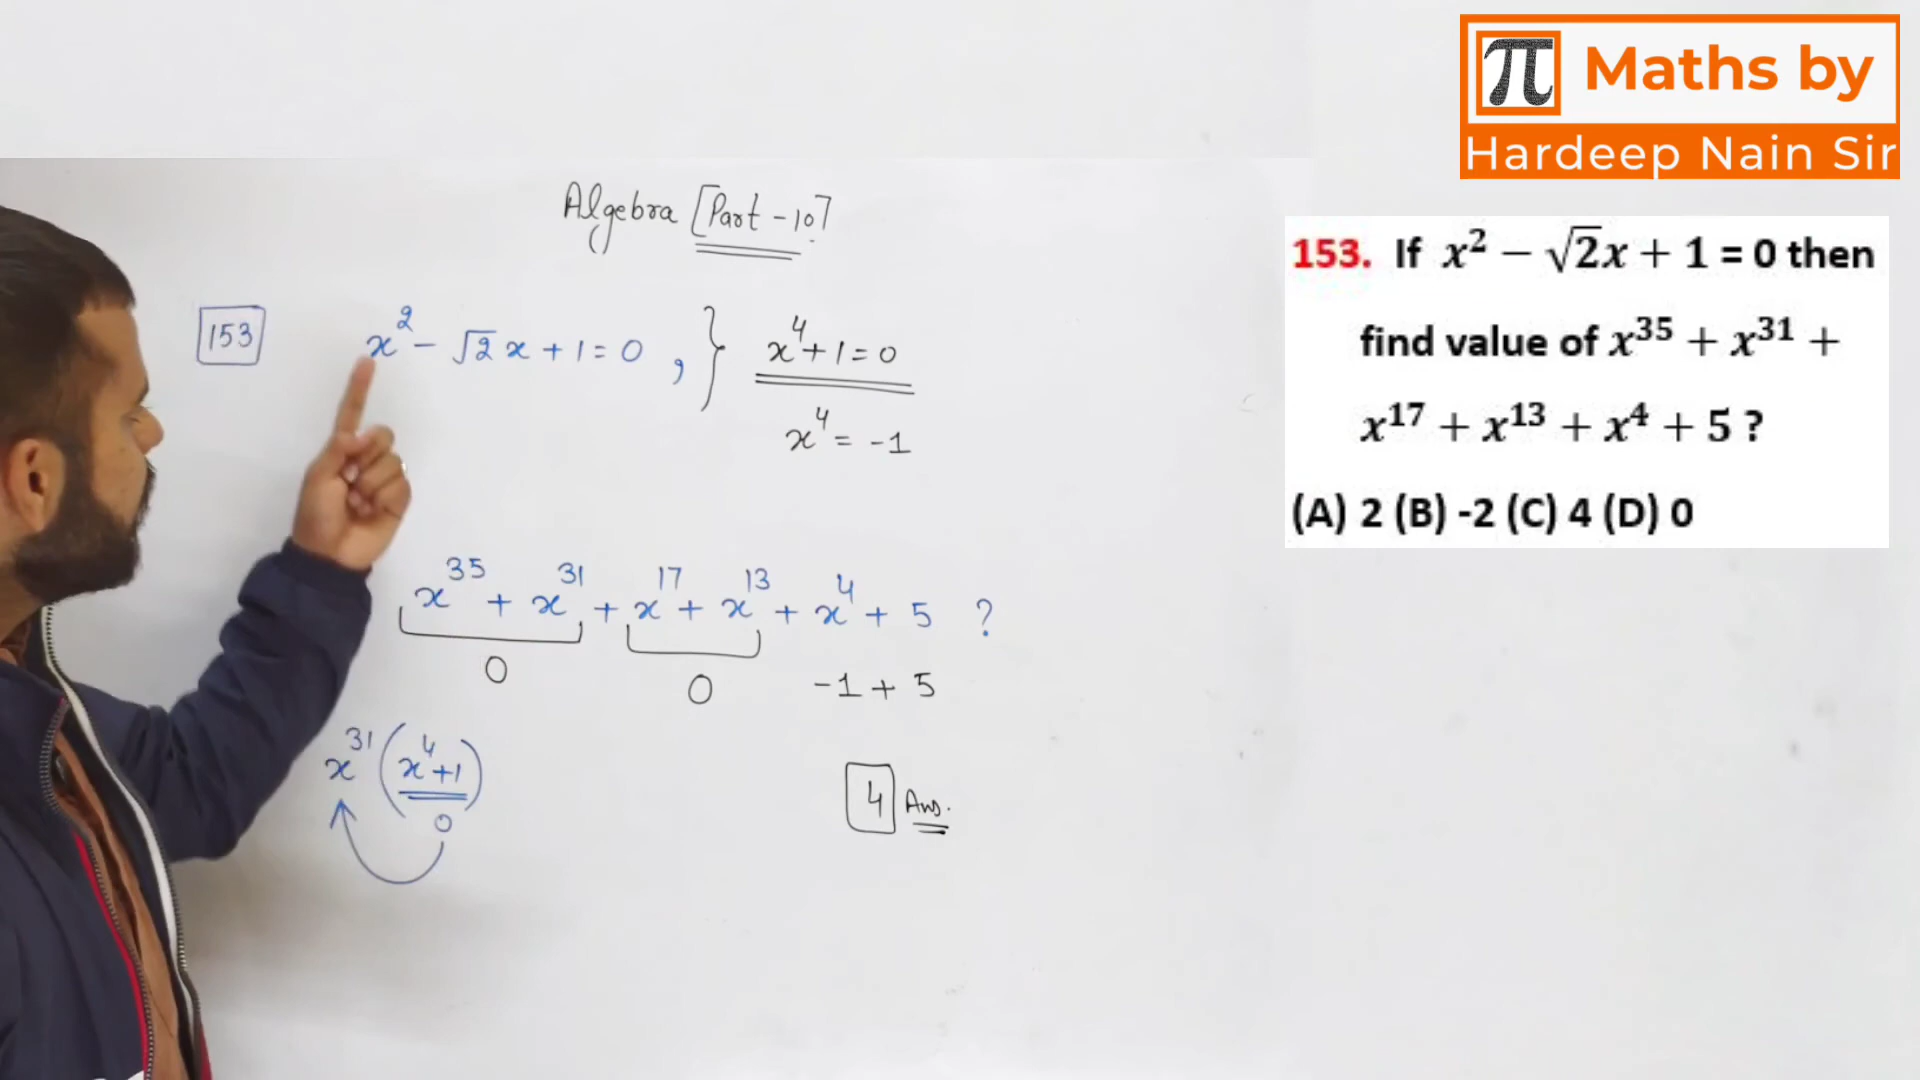 π Maths by
Hardeep Nain Sir
Algebra [Part - 10]
153
x² - √2 x + 1 = 0 , } x⁴ + 1 = 0
x⁴ = -1
x³⁵ + x³¹ + x¹⁷ + x¹³ + x⁴ + 5 ?
0 0 -1 + 5
x³¹ (x⁴+1)
0
4 Ans.
153. If x² − √2x + 1 = 0 then
find value of x³⁵ + x³¹ +
x¹⁷ + x¹³ + x⁴ + 5 ?
(A) 2 (B) -2 (C) 4 (D) 0